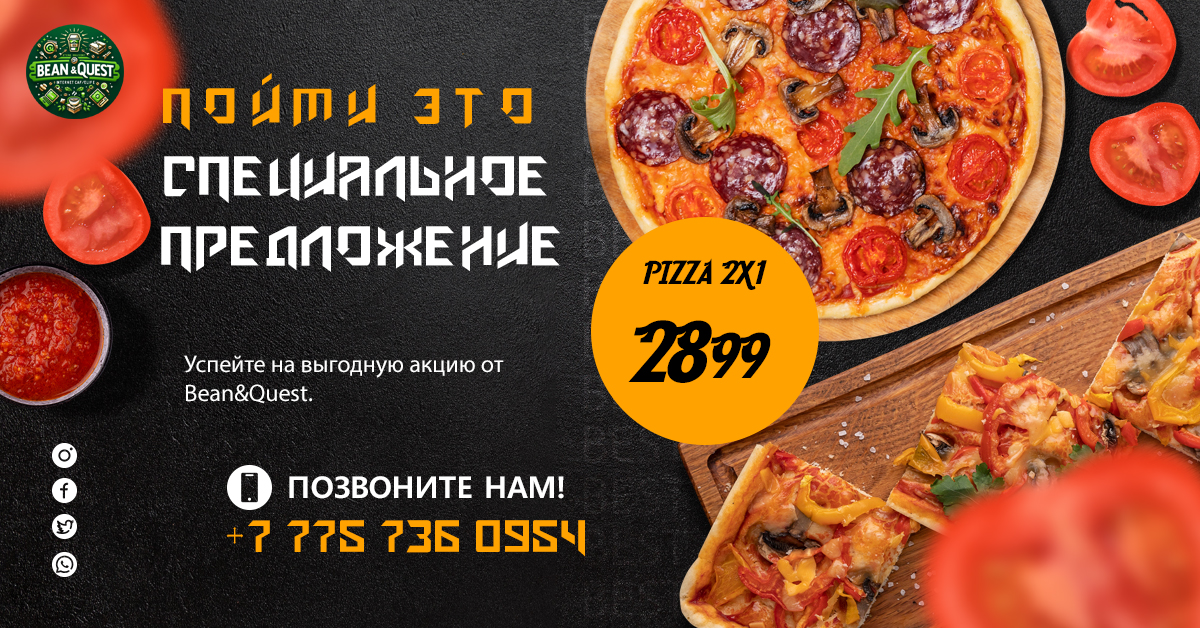 BEAN & QUEST
ПОЙМИ ЭТО
СПЕЦИАЛЬНОЕ
ПРЕДЛОЖЕНИЕ
PIZZA 2X1
2899
Успейте на выгодную акцию от
Bean&Quest.
ПОЗВОНИТЕ НАМ!
+7 775 736 0954